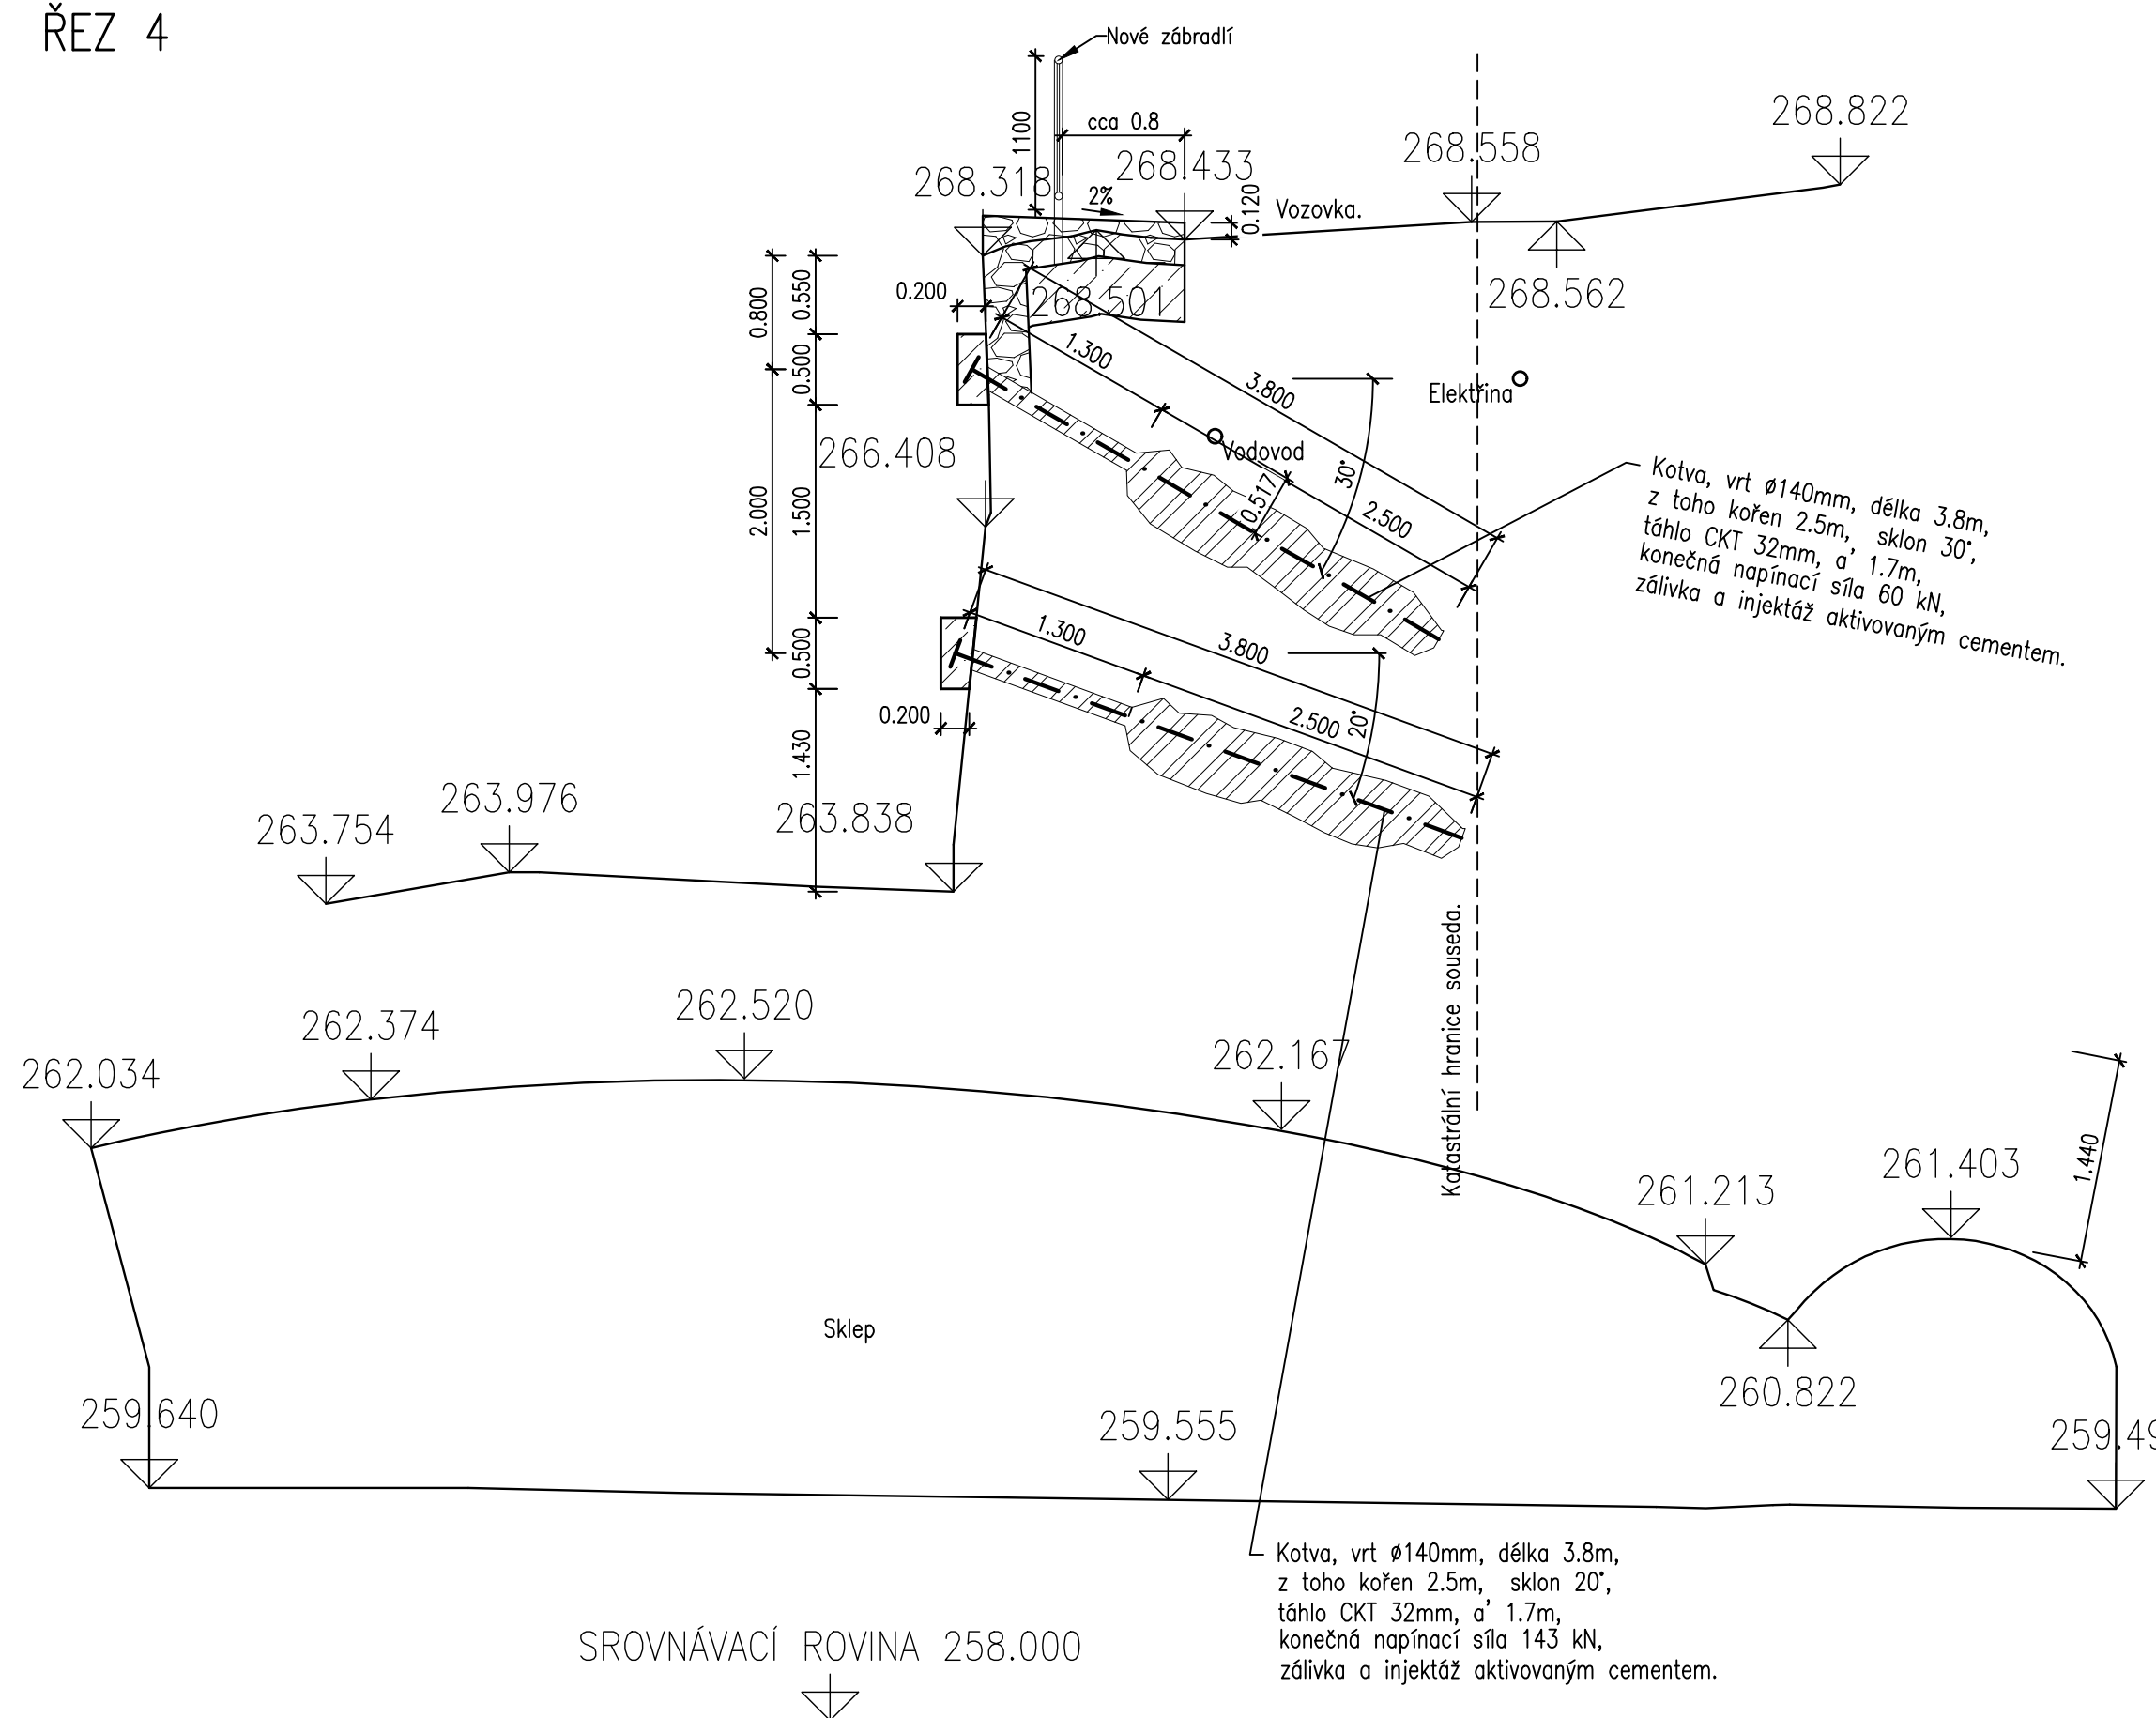 ŘEZ 4
Nové zábradlí
1100
cca 0.8
268.318
268.433
2%
0.120
Vozovka.
268.558
268.822
268.562
268.501
0.200
0.800
0.550
0.500
1.300
3.800
30°
Elektřina
Vodovod
0.517
2.500
266.408
2.000
1.500
Kotva, vrt ø140mm, délka 3.8m,
z toho kořen 2.5m, sklon 30°,
táhlo CKT 32mm, a' 1.7m,
konečná napínací síla 60 kN,
zálivka a injektáž aktivovaným cementem.
0.500
1.300
3.800
20°
2.500
0.200
1.430
263.838
263.976
263.754
Katastrální hranice souseda.
262.034
262.374
262.520
262.167
261.213
261.403
1.440
260.822
Sklep
259.640
259.555
259.49
Kotva, vrt ø140mm, délka 3.8m,
z toho kořen 2.5m, sklon 20°,
táhlo CKT 32mm, a' 1.7m,
konečná napínací síla 143 kN,
zálivka a injektáž aktivovaným cementem.
SROVNÁVACÍ ROVINA 258.000